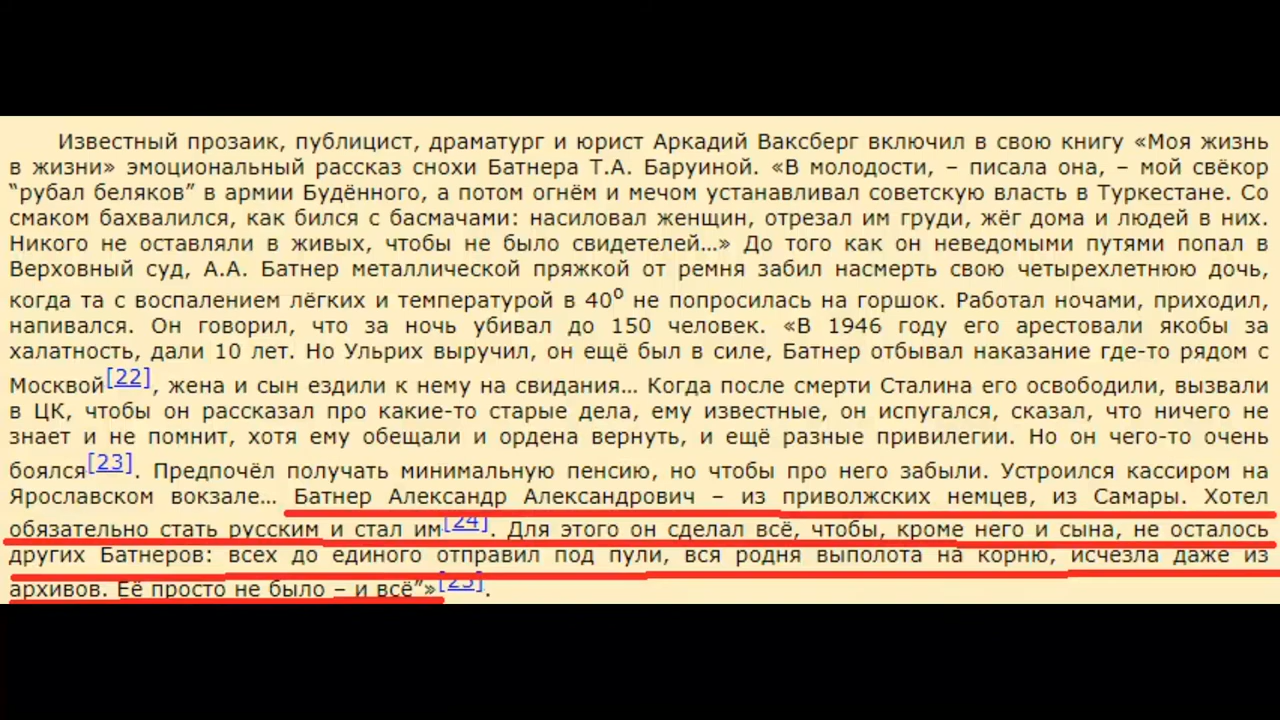 Известный прозаик, публицист, драматург и юрист Аркадий Ваксберг включил в свою книгу «Моя жизнь
в жизни» эмоциональный рассказ снохи Батнера Т.А. Баруиной. «В молодости, – писала она, – мой свёкор
“рубал беляков” в армии Будённого, а потом огнём и мечом устанавливал советскую власть в Туркестане. Со
смаком бахвалился, как бился с басмачами: насиловал женщин, отрезал им груди, жёг дома и людей в них.
Никого не оставляли в живых, чтобы не было свидетелей…» До того как он неведомыми путями попал в
Верховный суд, А.А. Батнер металлической пряжкой от ремня забил насмерть свою четырехлетнюю дочь,
когда та с воспалением лёгких и температурой в 40º не попросилась на горшок. Работал ночами, приходил,
напивался. Он говорил, что за ночь убивал до 150 человек. «В 1946 году его арестовали якобы за
халатность, дали 10 лет. Но Ульрих выручил, он ещё был в силе, Батнер отбывал наказание где-то рядом с
Москвой[22], жена и сын ездили к нему на свидания… Когда после смерти Сталина его освободили, вызвали
в ЦК, чтобы он рассказал про какие-то старые дела, ему известные, он испугался, сказал, что ничего не
знает и не помнит, хотя ему обещали и ордена вернуть, и ещё разные привилегии. Но он чего-то очень
боялся[23]. Предпочёл получать минимальную пенсию, но чтобы про него забыли. Устроился кассиром на
Ярославском вокзале… Батнер Александр Александрович – из приволжских немцев, из Самары. Хотел
обязательно стать русским и стал им[24]. Для этого он сделал всё, чтобы, кроме него и сына, не осталось
других Батнеров: всех до единого отправил под пули, вся родня выполота на корню, исчезла даже из
архивов. Её просто не было – и всё”»[25].